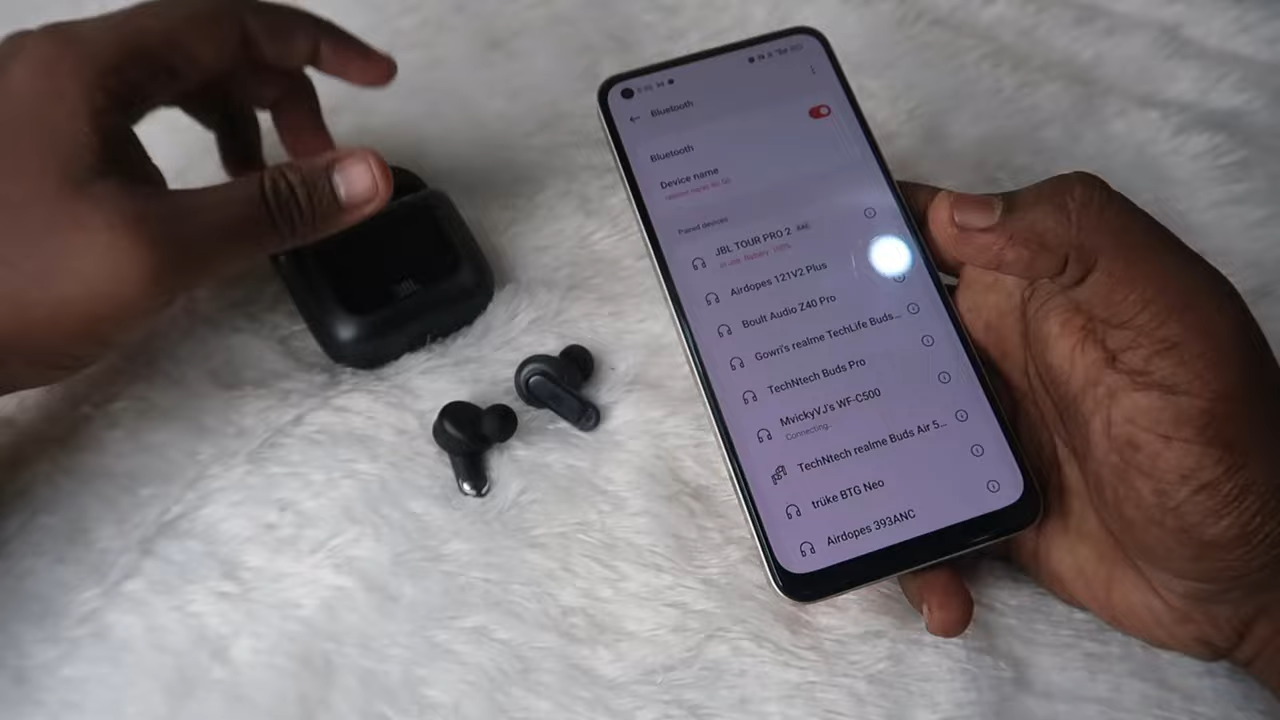 Bluetooth
Bluetooth
Device name
Paired devices
JBL TOUR PRO 2 AAC
Airdopes 121V2 Plus
Boult Audio Z40 Pro
Gowri's realme TechLife Buds...
TechNtech Buds Pro
MvickyVJ's WF-C500
Connecting...
TechNtech realme Buds Air 5...
trüke BTG Neo
Airdopes 393ANC
JBL